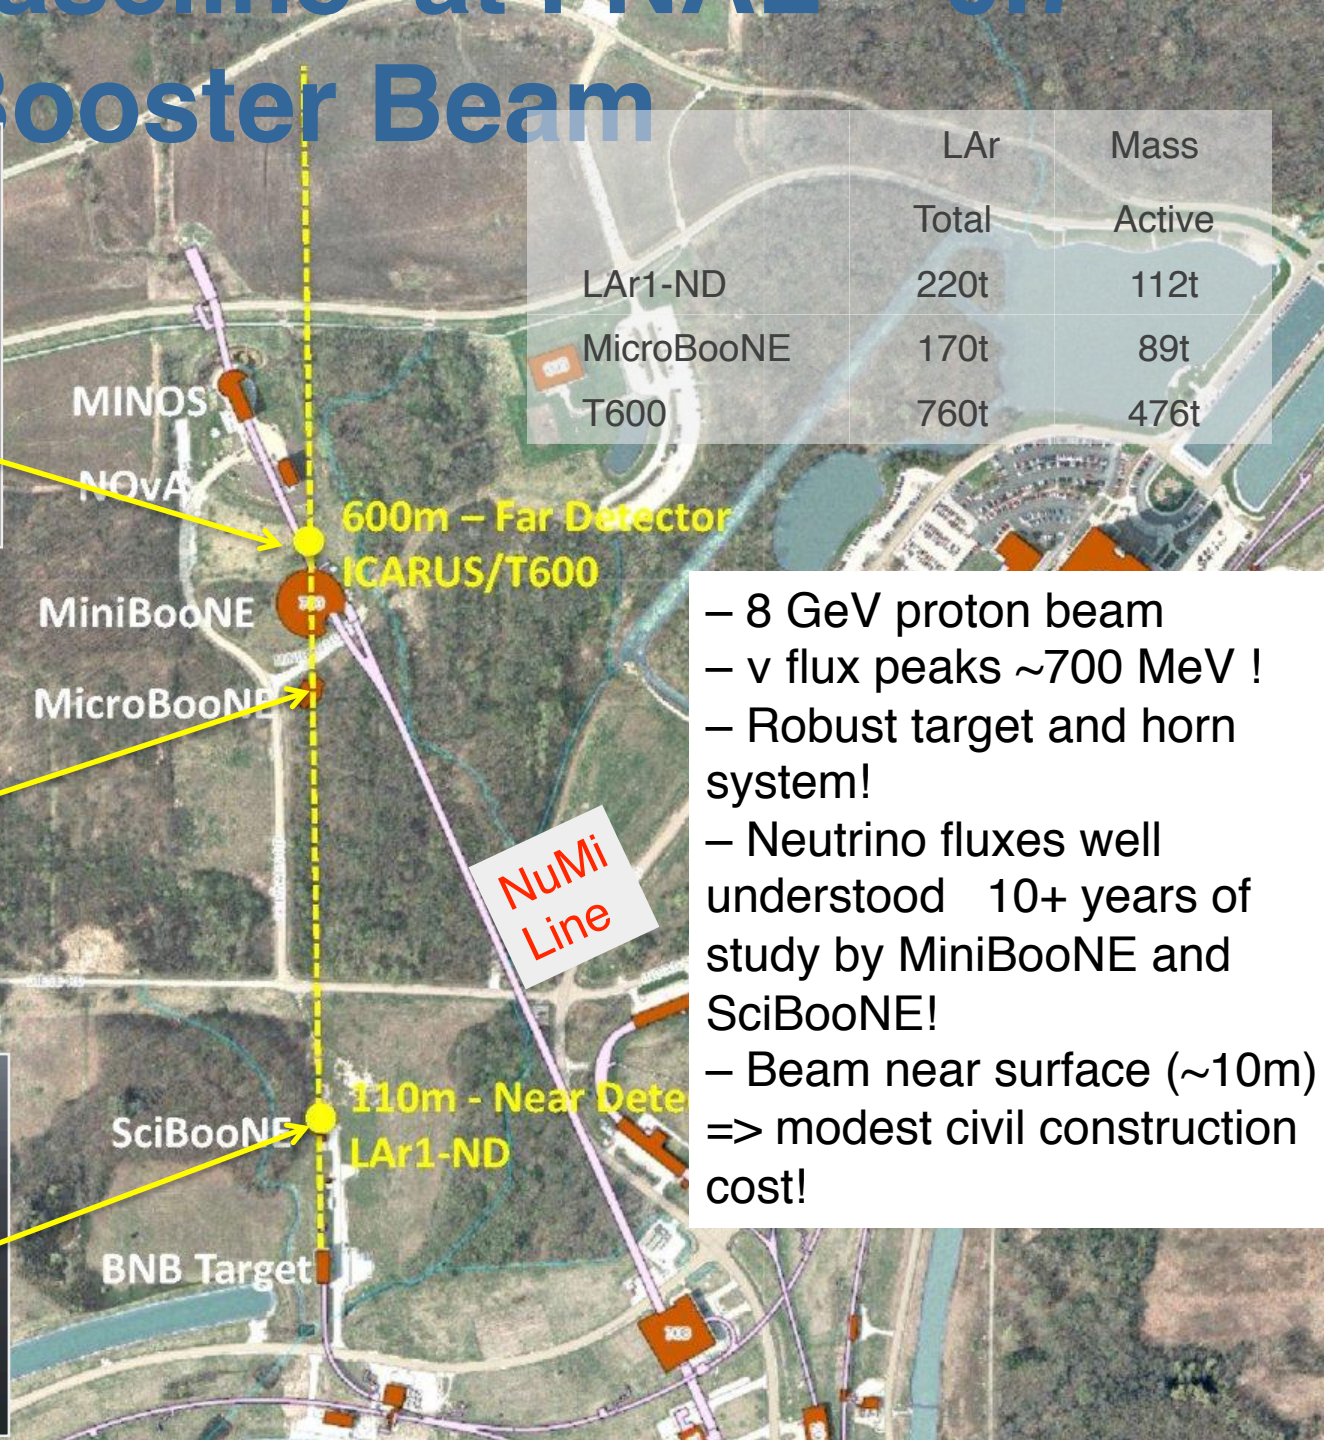 Booster Beam
LAr Mass
Total Active
LAr1-ND 220t 112t
MicroBooNE 170t 89t
T600 760t 476t
MINOS
NOvA
600m – Far Detector
ICARUS/T600
MiniBooNE
MicroBooNE
– 8 GeV proton beam
– ν flux peaks ~700 MeV !
– Robust target and horn
system!
– Neutrino fluxes well
understood 10+ years of
study by MiniBooNE and
SciBooNE!
– Beam near surface (~10m)
=> modest civil construction
cost!
NuMi
Line
110m - Near Dete
LAr1-ND
SciBooNE
BNB Target